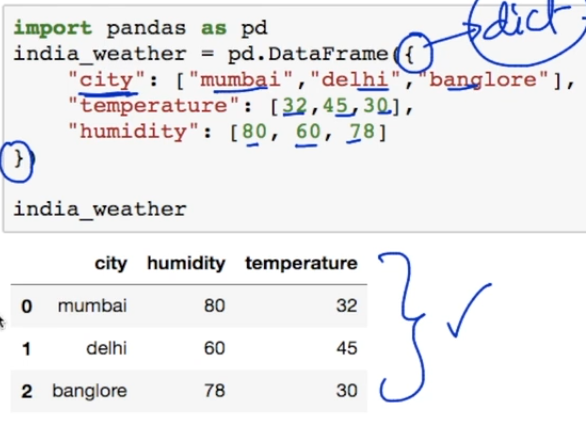 import pandas as pd
india_weather = pd.DataFrame({
"city": ["mumbai","delhi","banglore"],
"temperature": [32,45,30],
"humidity": [80, 60, 78]
})
dict
india_weather
city humidity temperature
0 mumbai 80 32
1 delhi 60 45
2 banglore 78 30